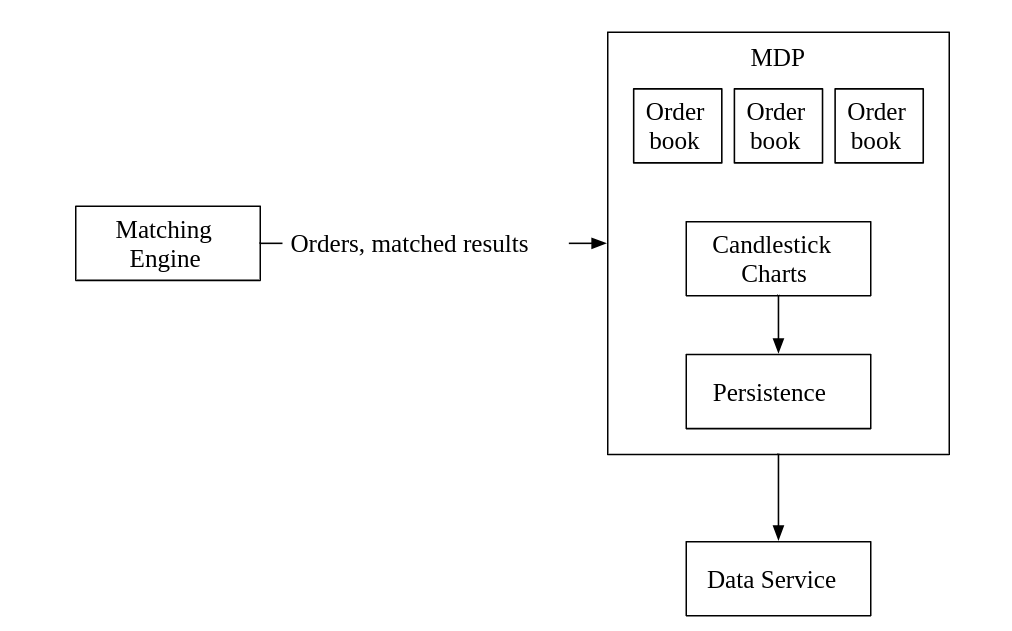 MDP
Order
book
Order
book
Order
book
Matching
Engine
Orders, matched results
Candlestick
Charts
Persistence
Data Service